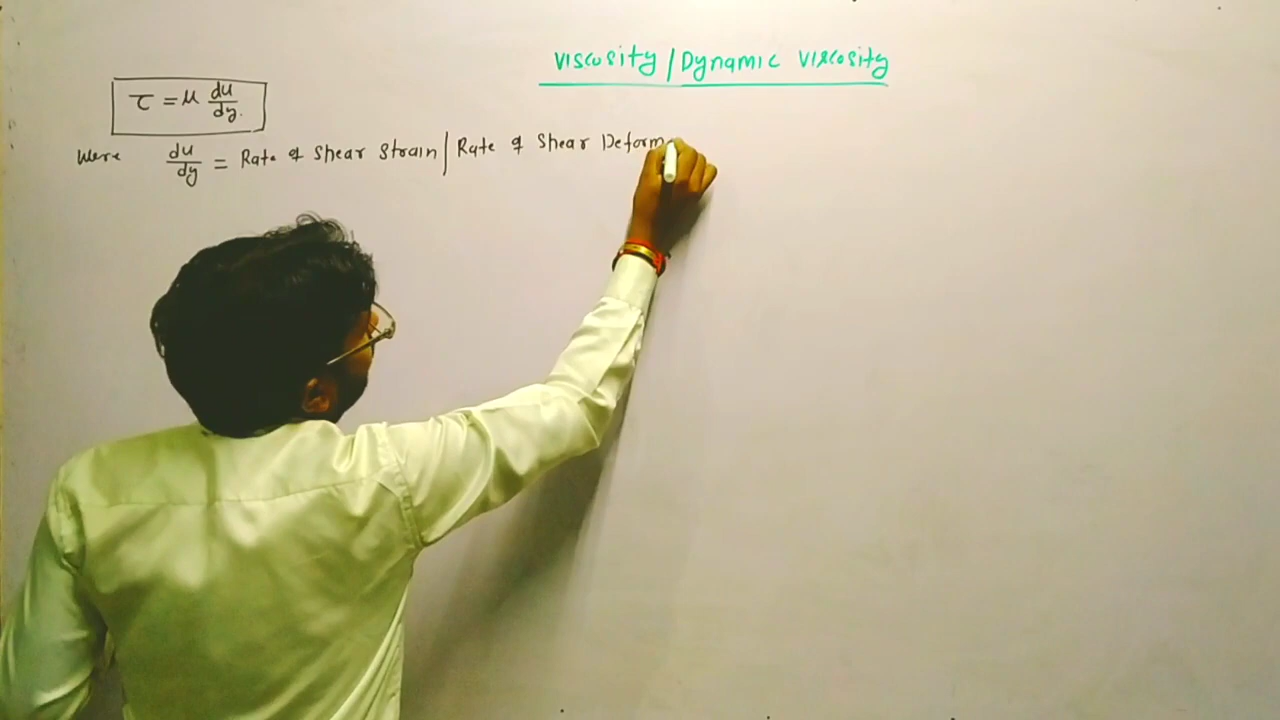 Viscosity / Dynamic Viscosity
τ = μ du/dy.
Were du/dy = Rate of Shear Strain / Rate of Shear Deform